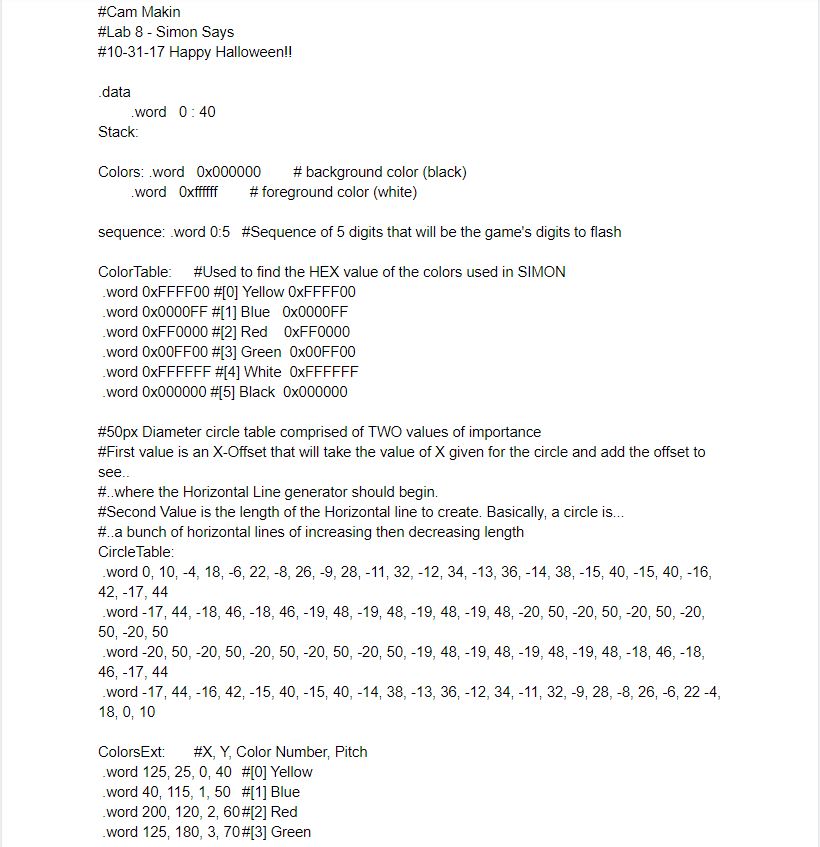 #Cam Makin
#Lab 8 - Simon Says
#10-31-17 Happy Halloween!!
.data
.word 0 : 40
Stack:
Colors: .word 0x000000 # background color (black)
.word 0xffffff # foreground color (white)
sequence: .word 0:5 #Sequence of 5 digits that will be the game's digits to flash
ColorTable: #Used to find the HEX value of the colors used in SIMON
.word 0xFFFF00 #[0] Yellow 0xFFFF00
.word 0x0000FF #[1] Blue 0x0000FF
.word 0xFF0000 #[2] Red 0xFF0000
.word 0x00FF00 #[3] Green 0x00FF00
.word 0xFFFFFF #[4] White 0xFFFFFF
.word 0x000000 #[5] Black 0x000000
#50px Diameter circle table comprised of TWO values of importance
#First value is an X-Offset that will take the value of X given for the circle and add the offset to
see..
#..where the Horizontal Line generator should begin.
#Second Value is the length of the Horizontal line to create. Basically, a circle is...
#..a bunch of horizontal lines of increasing then decreasing length
CircleTable:
.word 0, 10, -4, 18, -6, 22, -8, 26, -9, 28, -11, 32, -12, 34, -13, 36, -14, 38, -15, 40, -15, 40, -16,
42, -17, 44
.word -17, 44, -18, 46, -18, 46, -19, 48, -19, 48, -19, 48, -19, 48, -20, 50, -20, 50, -20, 50, -20,
50, -20, 50
.word -20, 50, -20, 50, -20, 50, -20, 50, -20, 50, -19, 48, -19, 48, -19, 48, -19, 48, -18, 46, -18,
46, -17, 44
.word -17, 44, -16, 42, -15, 40, -15, 40, -14, 38, -13, 36, -12, 34, -11, 32, -9, 28, -8, 26, -6, 22 -4,
18, 0, 10
ColorsExt: #X, Y, Color Number, Pitch
.word 125, 25, 0, 40 #[0] Yellow
.word 40, 115, 1, 50 #[1] Blue
.word 200, 120, 2, 60#[2] Red
.word 125, 180, 3, 70#[3] Green